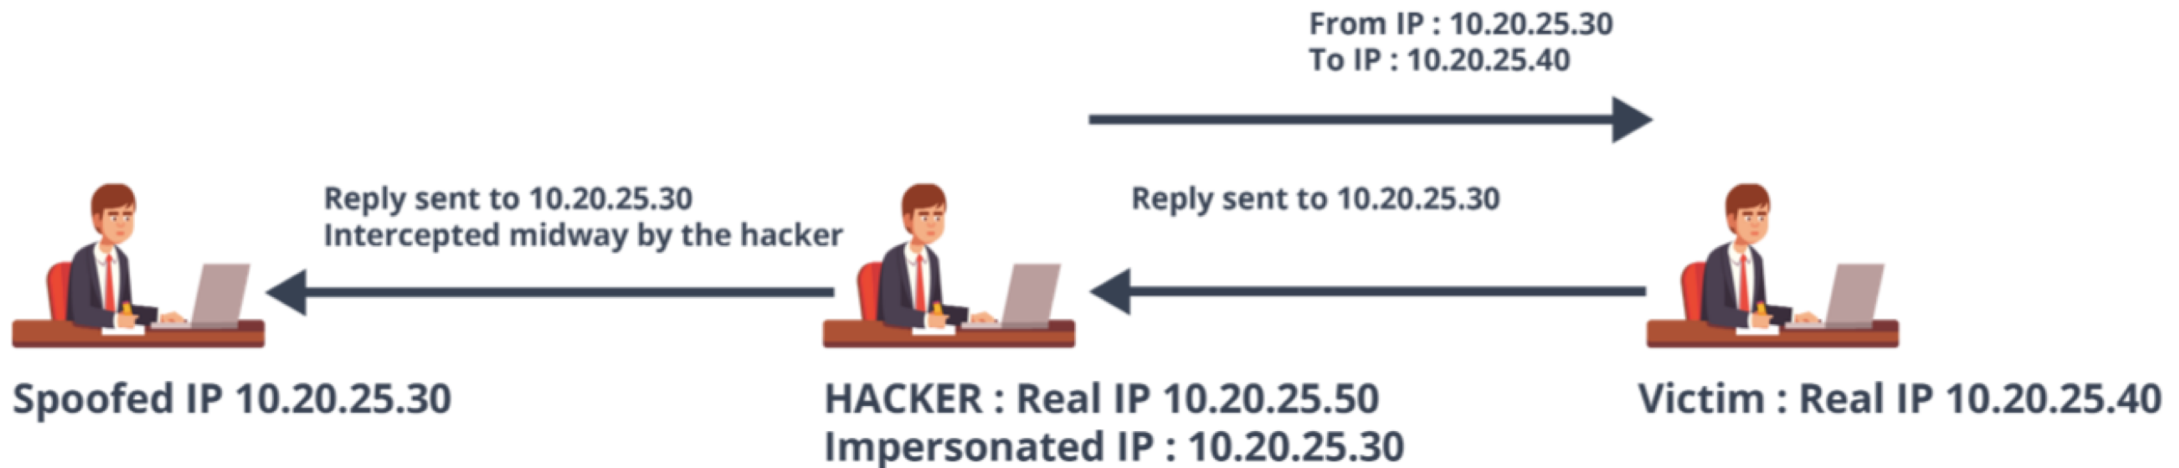 From IP : 10.20.25.30
To IP : 10.20.25.40
Reply sent to 10.20.25.30
Intercepted midway by the hacker
Reply sent to 10.20.25.30
Spoofed IP 10.20.25.30
HACKER : Real IP 10.20.25.50
Impersonated IP : 10.20.25.30
Victim : Real IP 10.20.25.40